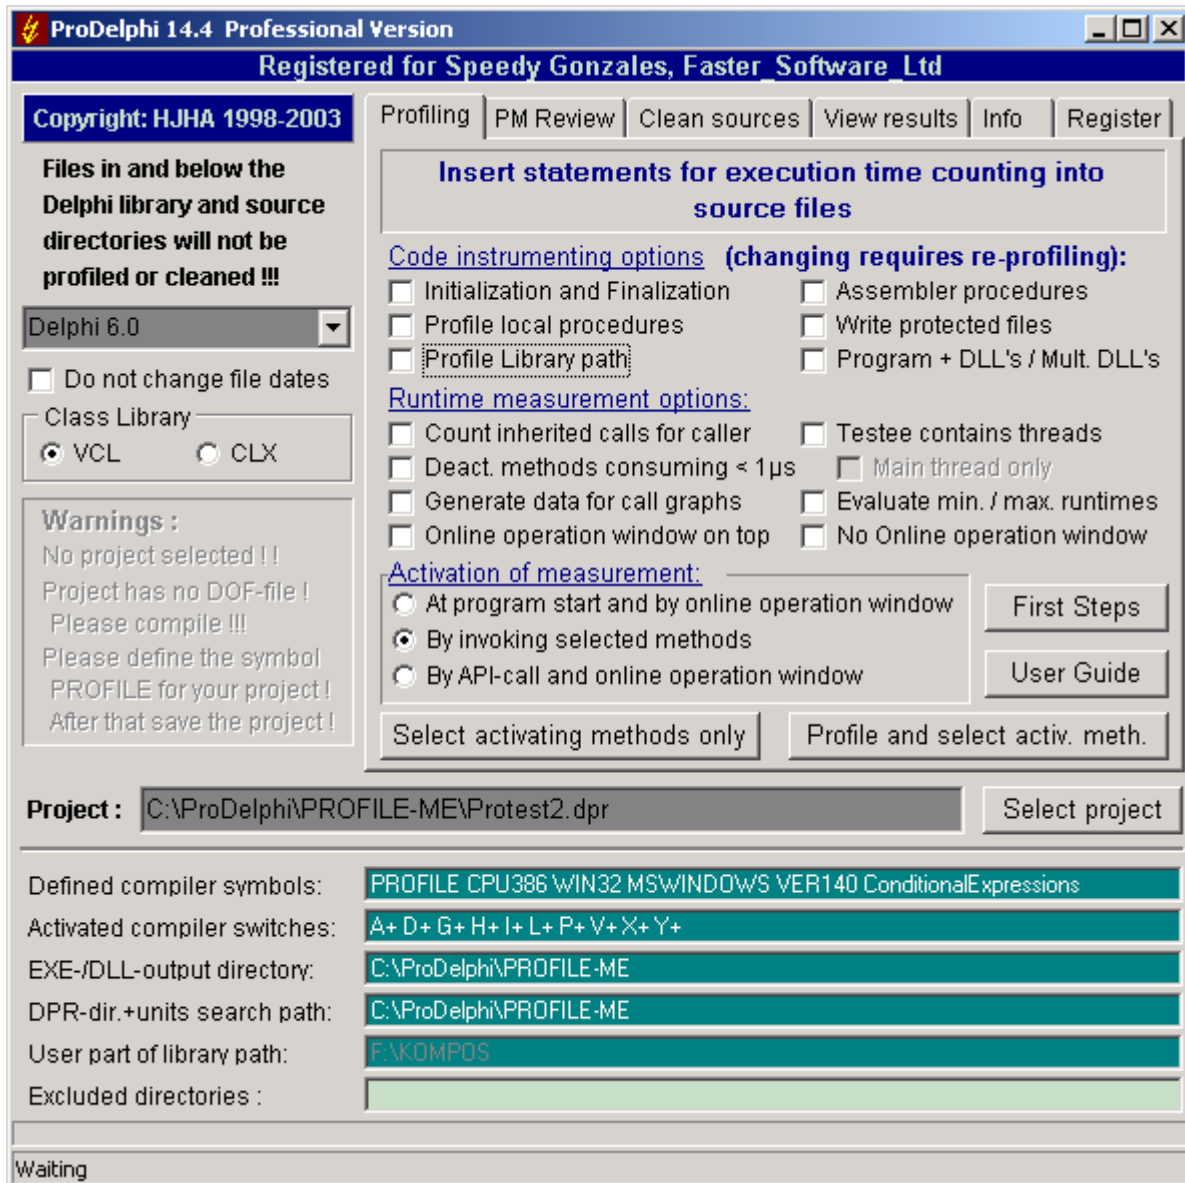 ProDelphi 14.4 Professional Version
Registered for Speedy Gonzales, Faster_Software_Ltd
Copyright: HJHA 1998-2003
Files in and below the
Delphi library and source
directories will not be
profiled or cleaned !!!
Delphi 6.0
Do not change file dates
Class Library
VCL CLX
Warnings :
No project selected ! !
Project has no DOF-file !
Please compile !!!
Please define the symbol
PROFILE for your project !
After that save the project !
Profiling PM Review Clean sources View results Info Register
Insert statements for execution time counting into
source files
Code instrumenting options (changing requires re-profiling):
Initialization and Finalization Assembler procedures
Profile local procedures Write protected files
Profile Library path Program + DLL's / Mult. DLL's
Runtime measurement options:
Count inherited calls for caller Testee contains threads
Deact. methods consuming < 1µs Main thread only
Generate data for call graphs Evaluate min. / max. runtimes
Online operation window on top No Online operation window
Activation of measurement:
At program start and by online operation window
By invoking selected methods
By API-call and online operation window
First Steps
User Guide
Select activating methods only Profile and select activ. meth.
Project : C:\ProDelphi\PROFILE-ME\Protest2.dpr Select project
Defined compiler symbols: PROFILE CPU386 WIN32 MSWINDOWS VER140 ConditionalExpressions
Activated compiler switches: A+ D+ G+ H+ I+ L+ P+ V+ X+ Y+
EXE-/DLL-output directory: C:\ProDelphi\PROFILE-ME
DPR-dir.+units search path: C:\ProDelphi\PROFILE-ME
User part of library path: F:\KOMPOS
Excluded directories :
Waiting